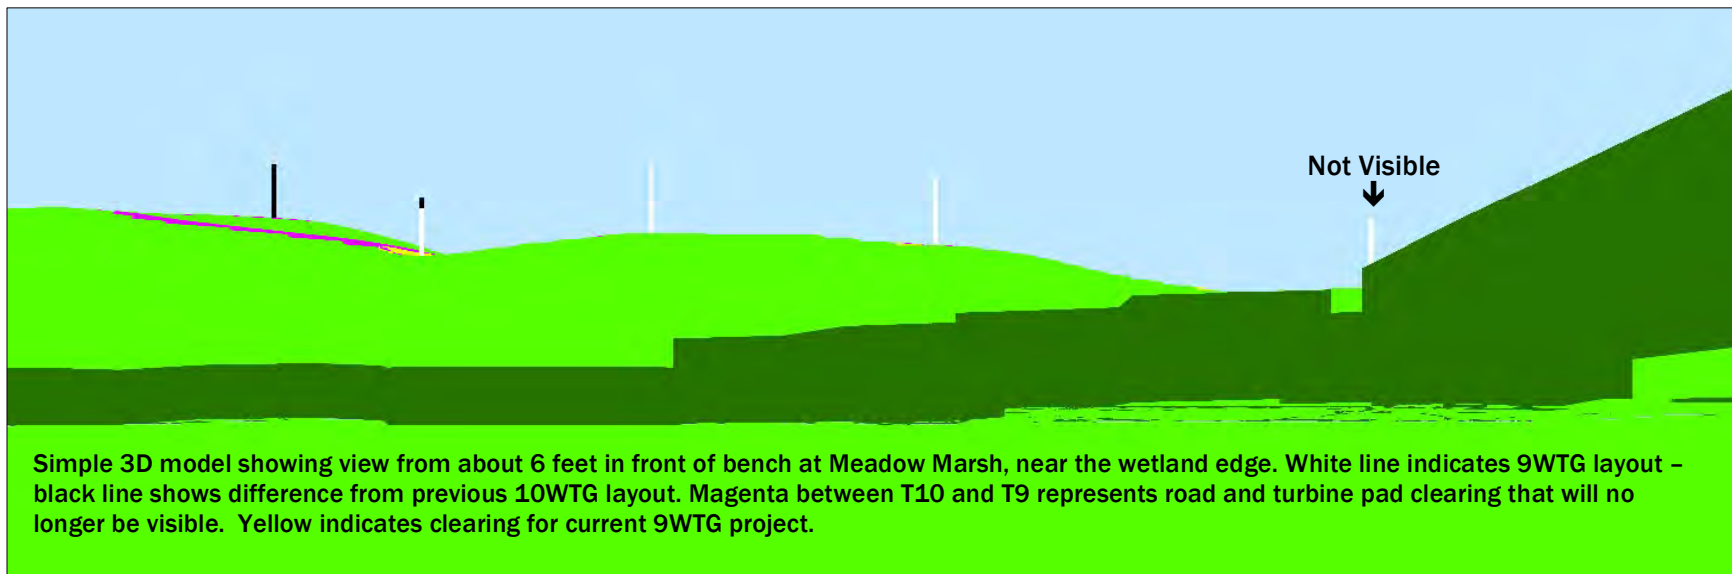 Not Visible
Simple 3D model showing view from about 6 feet in front of bench at Meadow Marsh, near the wetland edge. White line indicates 9WTG layout –
black line shows difference from previous 10WTG layout. Magenta between T10 and T9 represents road and turbine pad clearing that will no
longer be visible.  Yellow indicates clearing for current 9WTG project.